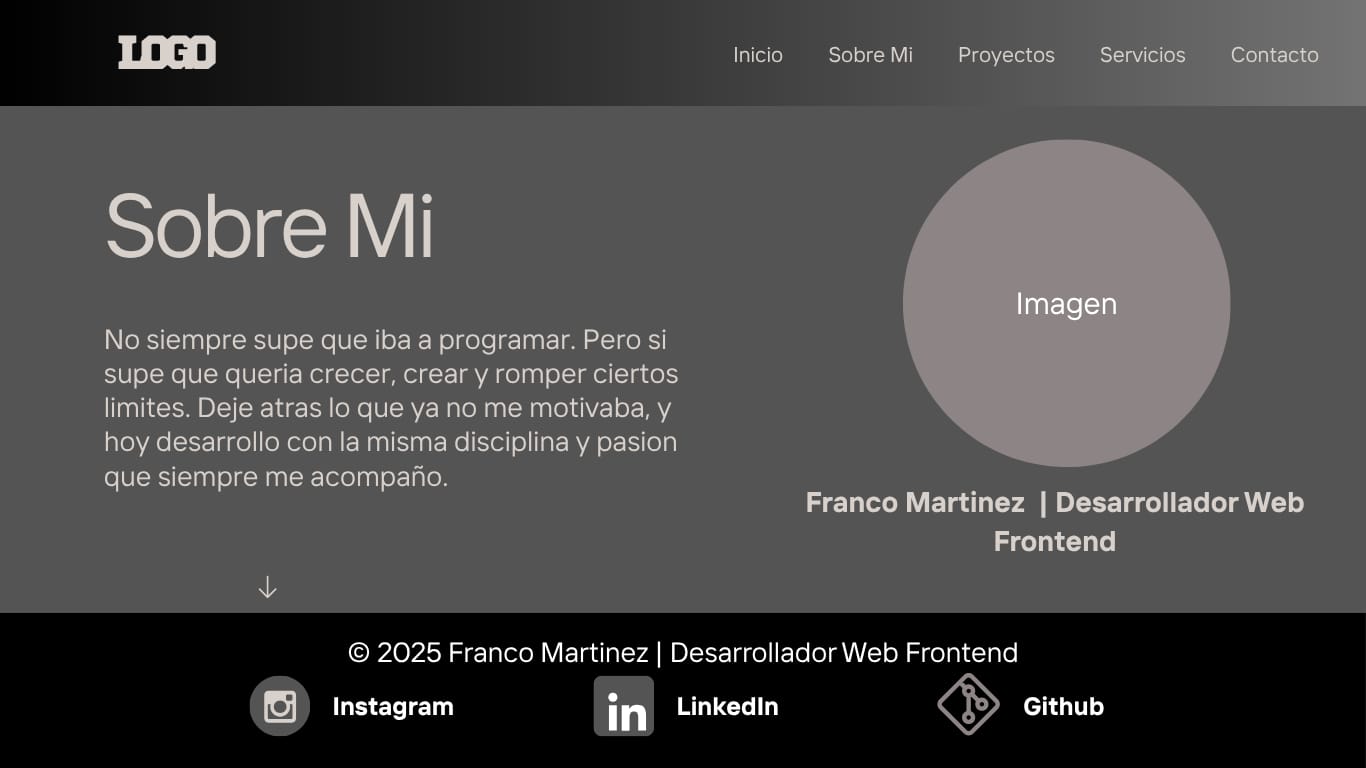 LOGO
Inicio Sobre Mi Proyectos Servicios Contacto
Sobre Mi
No siempre supe que iba a programar. Pero si
supe que queria crecer, crear y romper ciertos
limites. Deje atras lo que ya no me motivaba, y
hoy desarrollo con la misma disciplina y pasion
que siempre me acompaño.
Imagen
Franco Martinez | Desarrollador Web
Frontend
© 2025 Franco Martinez | Desarrollador Web Frontend
Instagram
in LinkedIn
Github